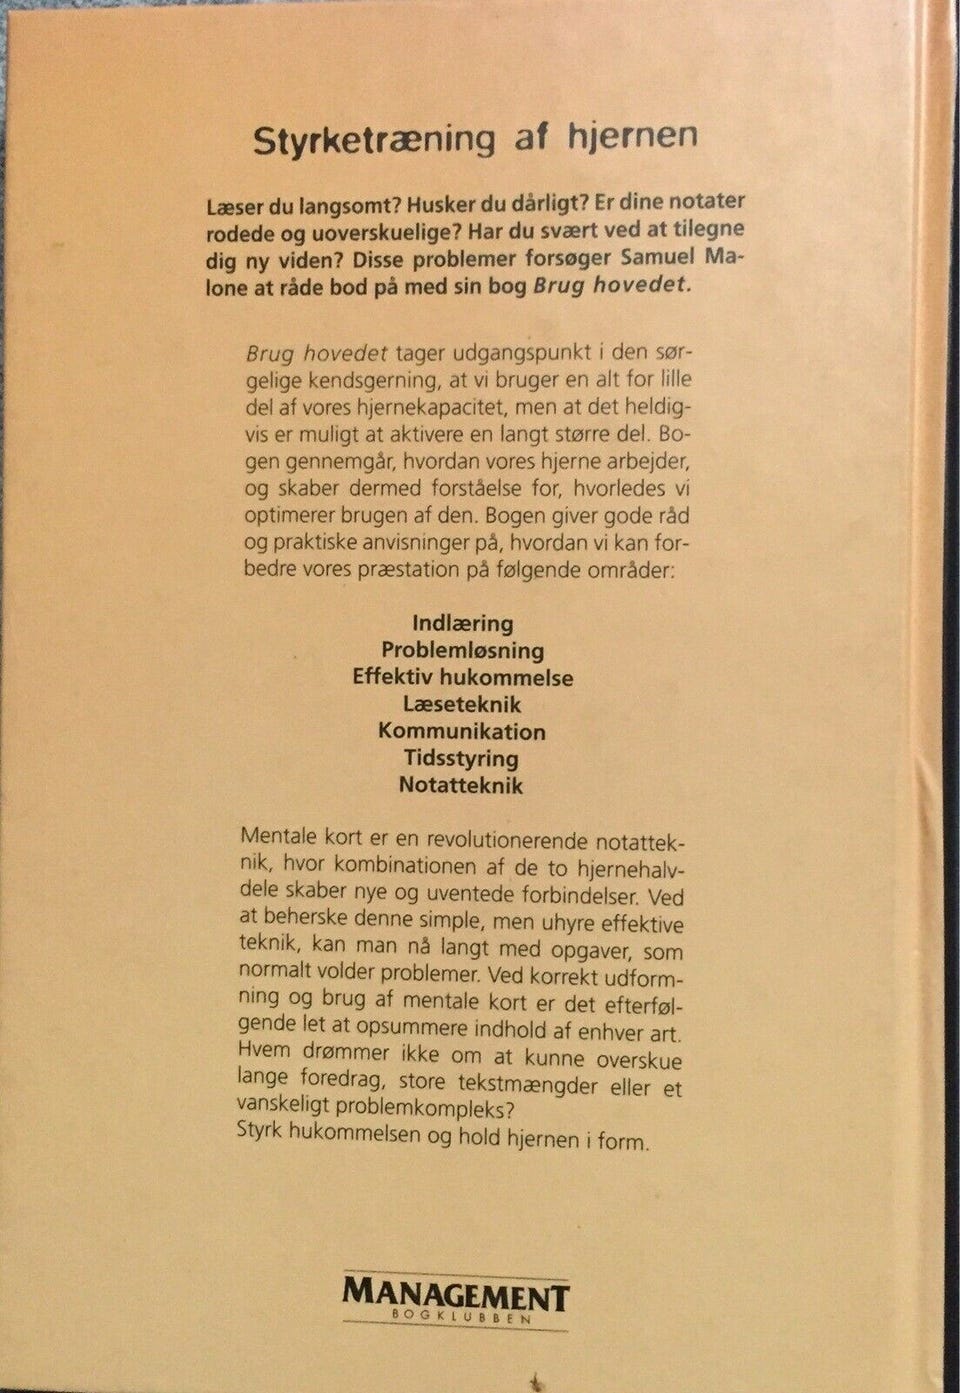 Styrketræning af hjernen
Læser du langsomt? Husker du dårligt? Er dine notater
rodede og uoverskuelige? Har du svært ved at tilegne
dig ny viden? Disse problemer forsøger Samuel Ma-
lone at råde bod på med sin bog Brug hovedet.
Brug hovedet tager udgangspunkt i den sør-
gelige kendsgerning, at vi bruger en alt for lille
del af vores hjernekapacitet, men at det heldig-
vis er muligt at aktivere en langt større del. Bo-
gen gennemgår, hvordan vores hjerne arbejder,
og skaber dermed forståelse for, hvorledes vi
optimerer brugen af den. Bogen giver gode råd
og praktiske anvisninger på, hvordan vi kan for-
bedre vores præstation på følgende områder:
Indlæring
Problemløsning
Effektiv hukommelse
Læseteknik
Kommunikation
Tidsstyring
Notatteknik
Mentale kort er en revolutionerende notattek-
nik, hvor kombinationen af de to hjernehalv-
dele skaber nye og uventede forbindelser. Ved
at beherske denne simple, men uhyre effektive
teknik, kan man nå langt med opgaver, som
normalt volder problemer. Ved korrekt udform-
ning og brug af mentale kort er det efterføl-
gende let at opsummere indhold af enhver art.
Hvem drømmer ikke om at kunne overskue
lange foredrag, store tekstmængder eller et
vanskeligt problemkompleks?
Styrk hukommelsen og hold hjernen i form.
MANAGEMENT
BOGKLUBBEN